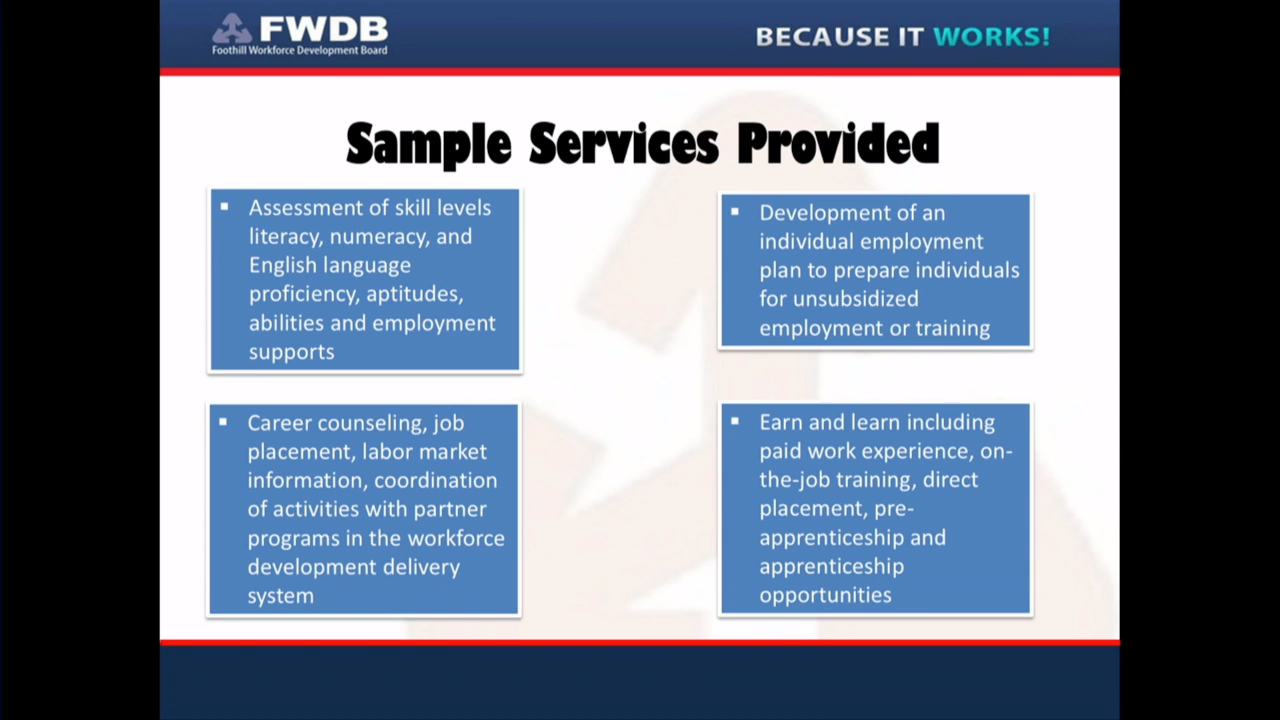 FWDB
Foothill Workforce Development Board
BECAUSE IT WORKS!
Sample Services Provided
▪ Assessment of skill levels
literacy, numeracy, and
English language
proficiency, aptitudes,
abilities and employment
supports
▪ Development of an
individual employment
plan to prepare individuals
for unsubsidized
employment or training
▪ Career counseling, job
placement, labor market
information, coordination
of activities with partner
programs in the workforce
development delivery
system
▪ Earn and learn including
paid work experience, on-
the-job training, direct
placement, pre-
apprenticeship and
apprenticeship
opportunities